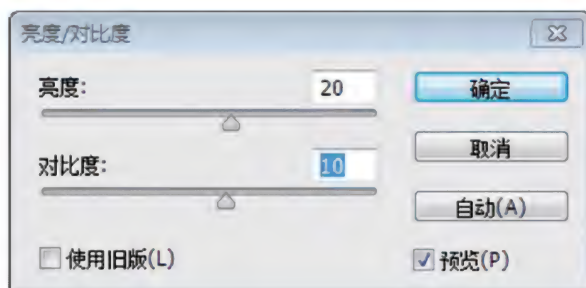 亮度/对比度
亮度: 20
确定
取消
对比度: 10
自动(A)
使用旧版(L)
预览(P)